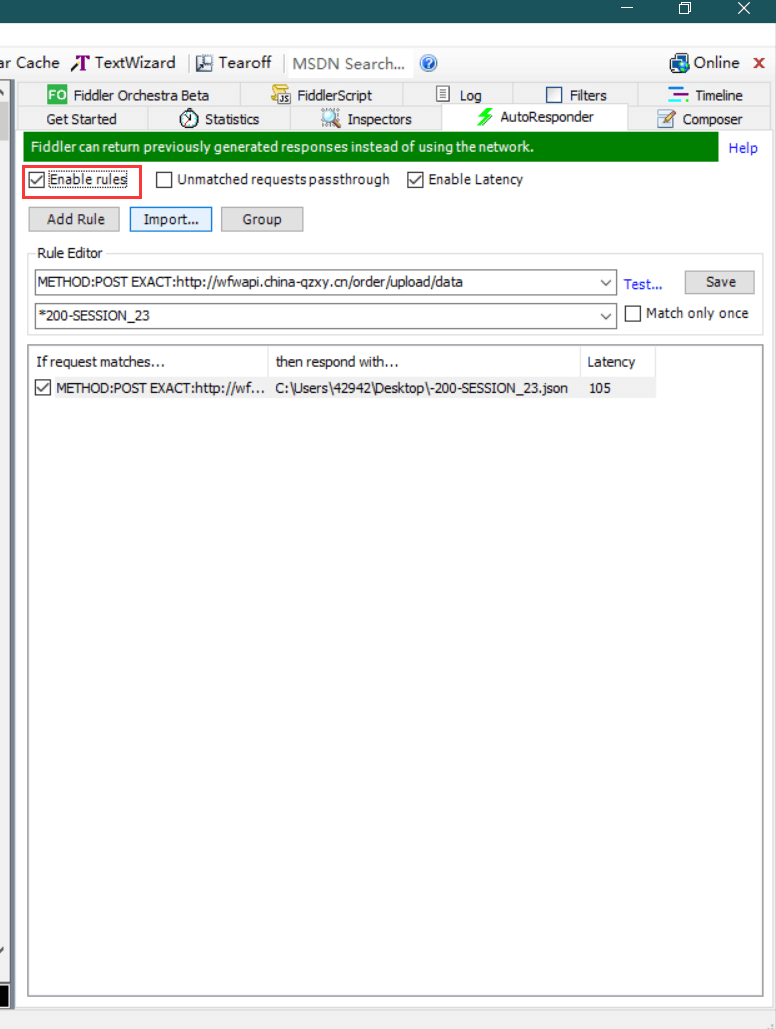 ar Cache TextWizard Tearoff MSDN Search... Online
FO Fiddler Orchestra Beta JS FiddlerScript Log Filters Timeline
Get Started Statistics Inspectors AutoResponder Composer
Fiddler can return previously generated responses instead of using the network. Help
Enable rules Unmatched requests passthrough Enable Latency
Add Rule Import... Group
Rule Editor
METHOD:POST EXACT:http://wfwapi.china-qzxy.cn/order/upload/data Test... Save
*200-SESSION_23 Match only once
If request matches... then respond with... Latency
METHOD:POST EXACT:http://wf... C:\Users\42942\Desktop\-200-SESSION_23.json 105